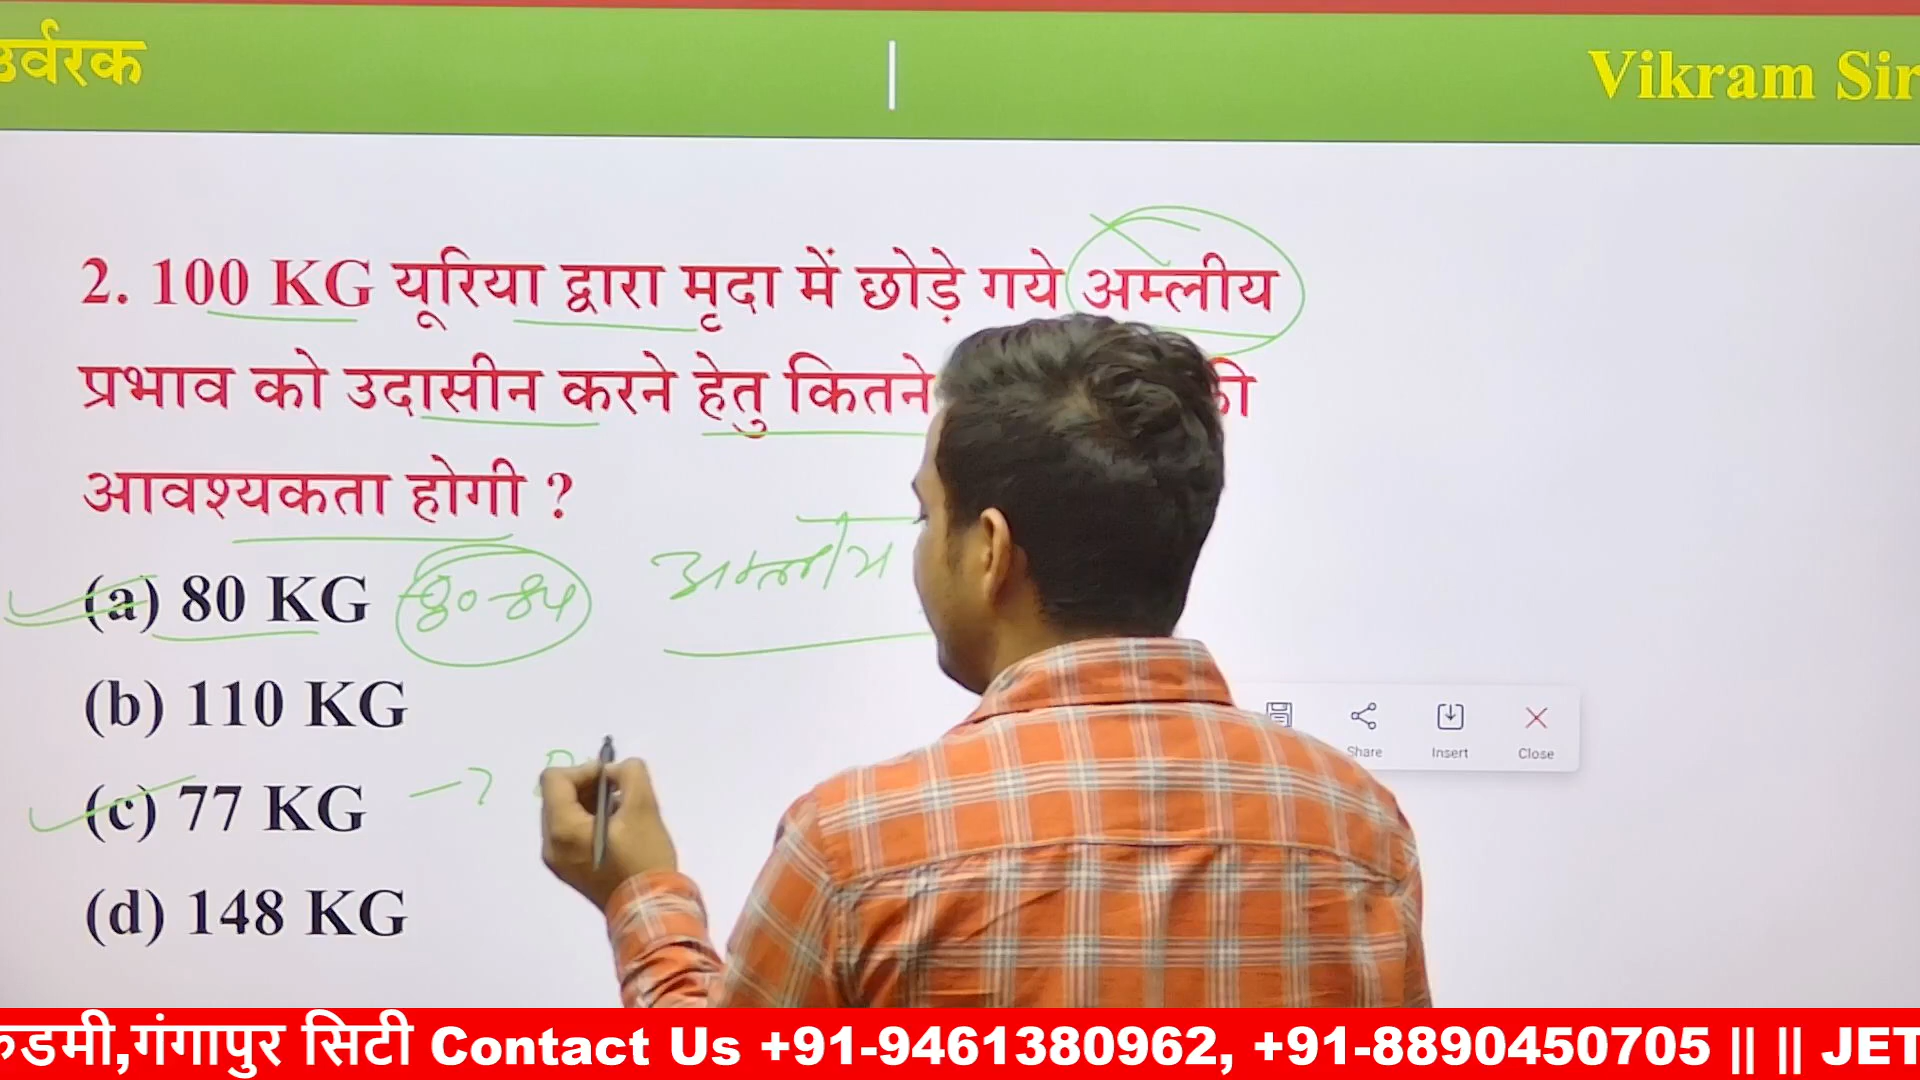 उर्वरक | Vikram Sir
2. 100 KG यूरिया द्वारा मृदा में छोड़े गये अम्लीय
प्रभाव को उदासीन करने हेतु कितने की
आवश्यकता होगी ?
(a) 80 KG 80-84
अम्लीय
(b) 110 KG
(c) 77 KG
(d) 148 KG
Share Insert Close
कडमी,गंगापुर सिटी Contact Us +91-9461380962, +91-8890450705 || || JET